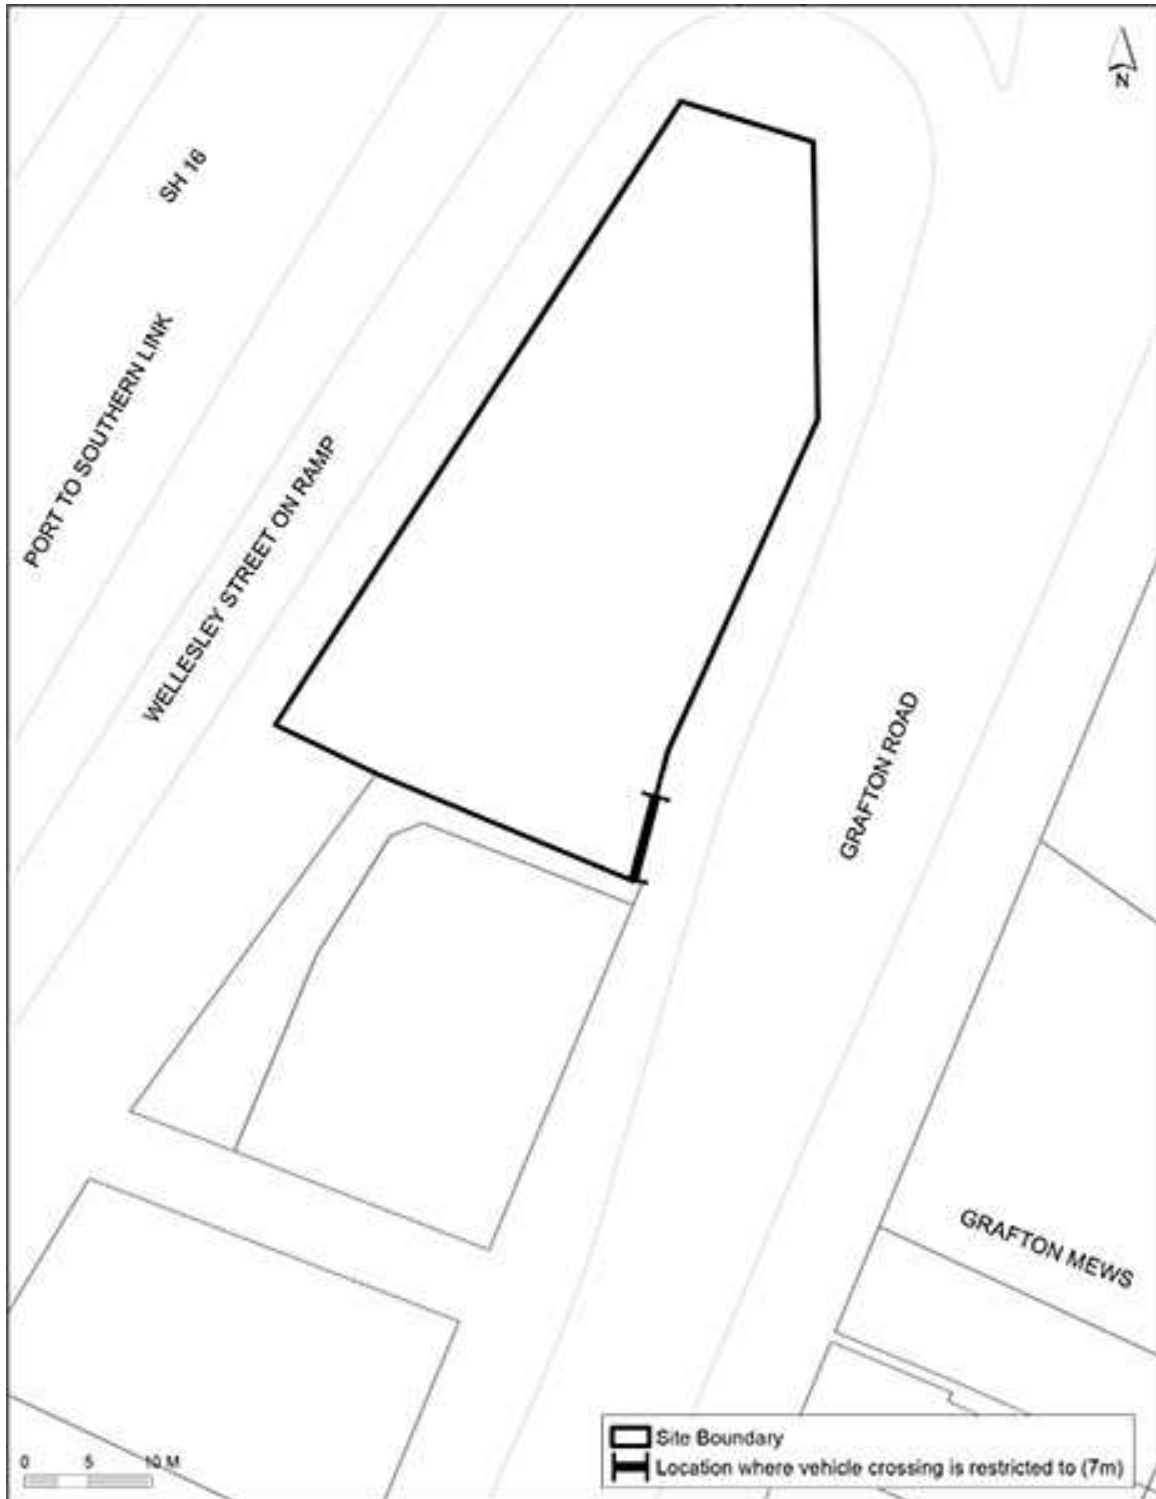 N
SH 16
PORT TO SOUTHERN LINK
WELLESLEY STREET ON RAMP
GRAFTON ROAD
GRAFTON MEWS
0 5 10 M
Site Boundary
Location where vehicle crossing is restricted to (7m)